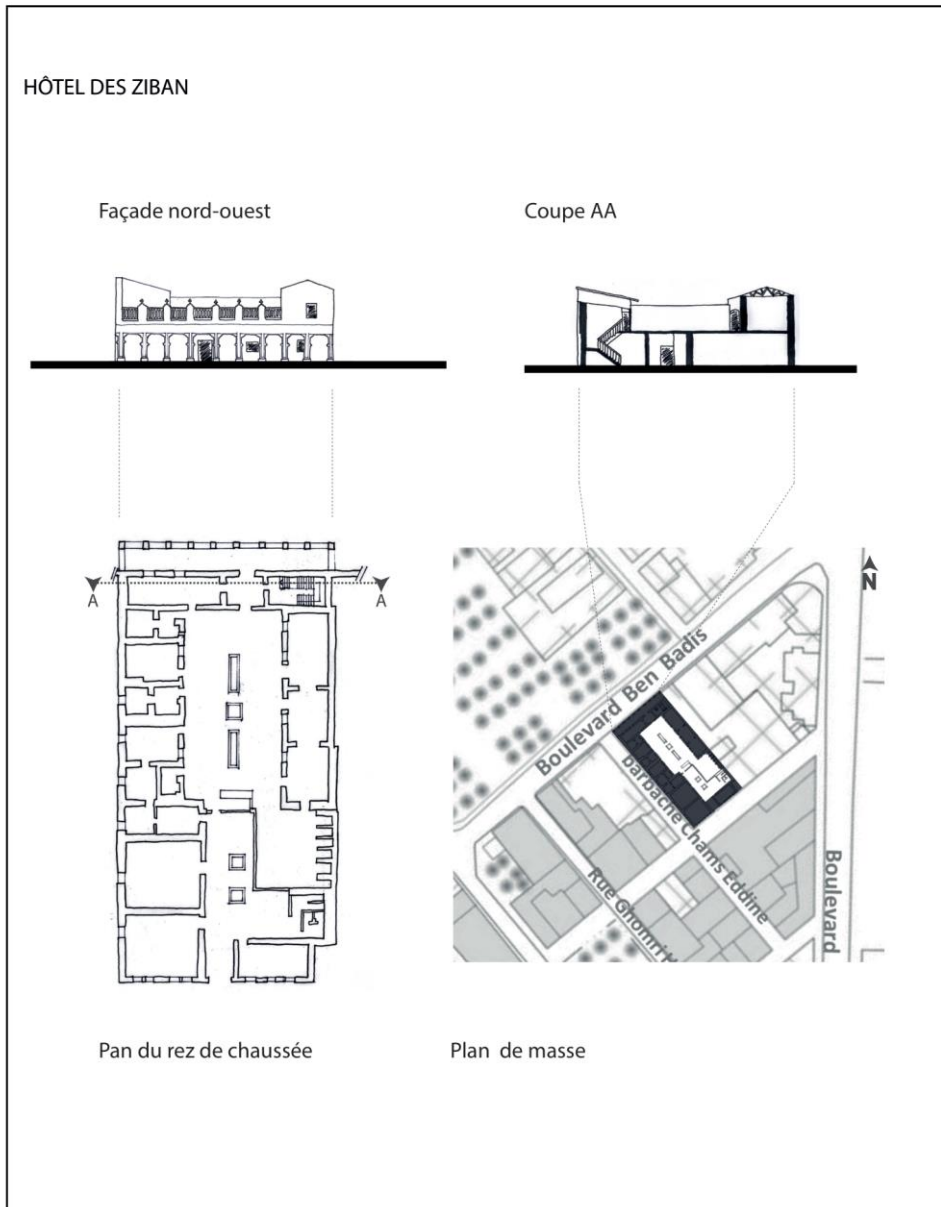 HÔTEL DES ZIBAN
Façade nord-ouest
Coupe AA
A
A
N
Boulevard Ben Badis
barbache Chams Eddine
Rue Ghomri
Boulevard
Pan du rez de chaussée
Plan de masse